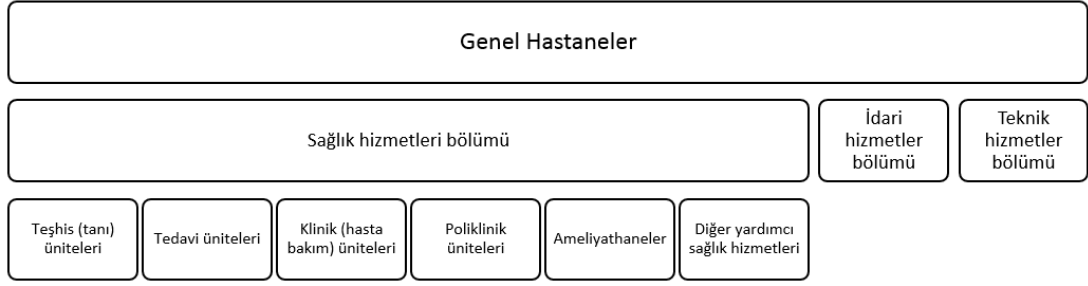 Genel Hastaneler
Sağlık hizmetleri bölümü
İdari
hizmetler
bölümü
Teknik
hizmetler
bölümü
Teşhis (tanı)
üniteleri
Tedavi üniteleri
Klinik (hasta
bakım) üniteleri
Poliklinik
üniteleri
Ameliyathaneler
Diğer yardımcı
sağlık hizmetleri